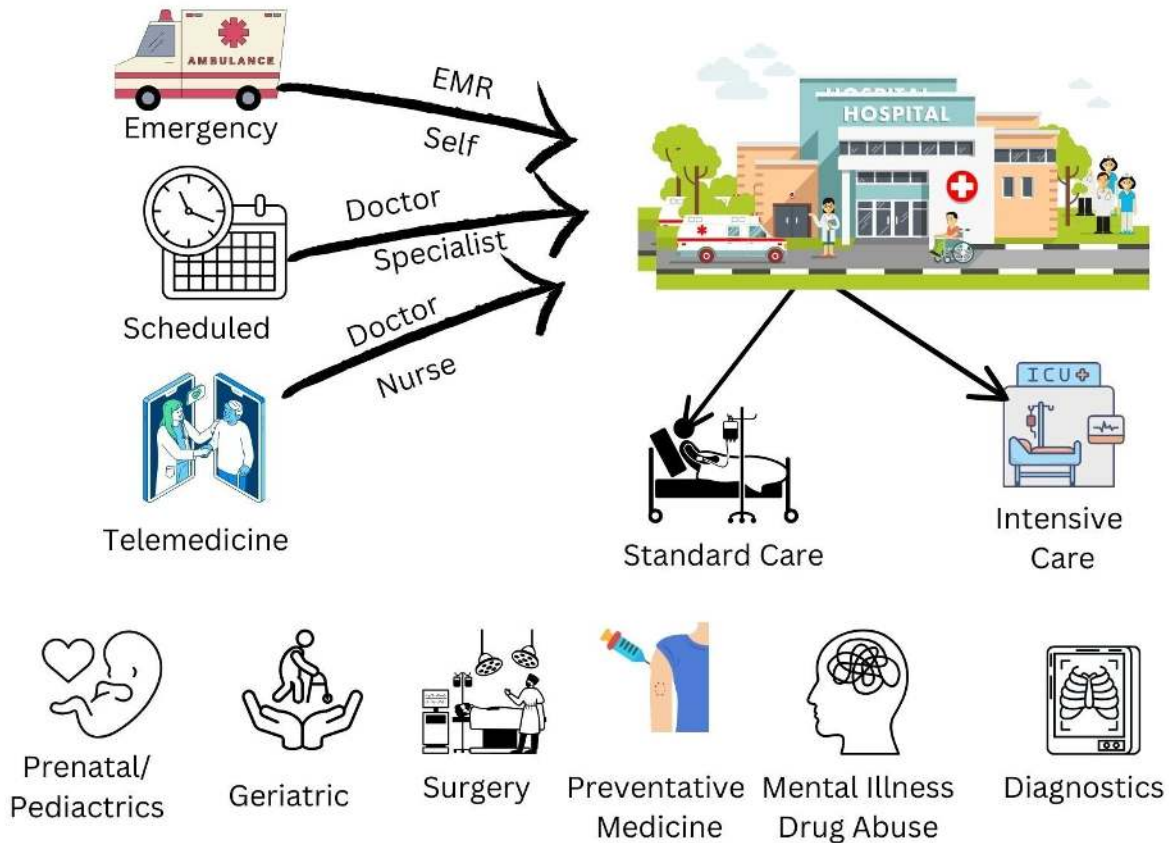 AMBULANCE
Emergency
EMR
Self
HOSPITAL
HOSPITAL
Scheduled
Doctor
Specialist
Telemedicine
Doctor
Nurse
Standard Care
ICU
Intensive
Care
Prenatal/
Pediactrics
Geriatric
Surgery
Preventative
Medicine
Mental Illness
Drug Abuse
Diagnostics